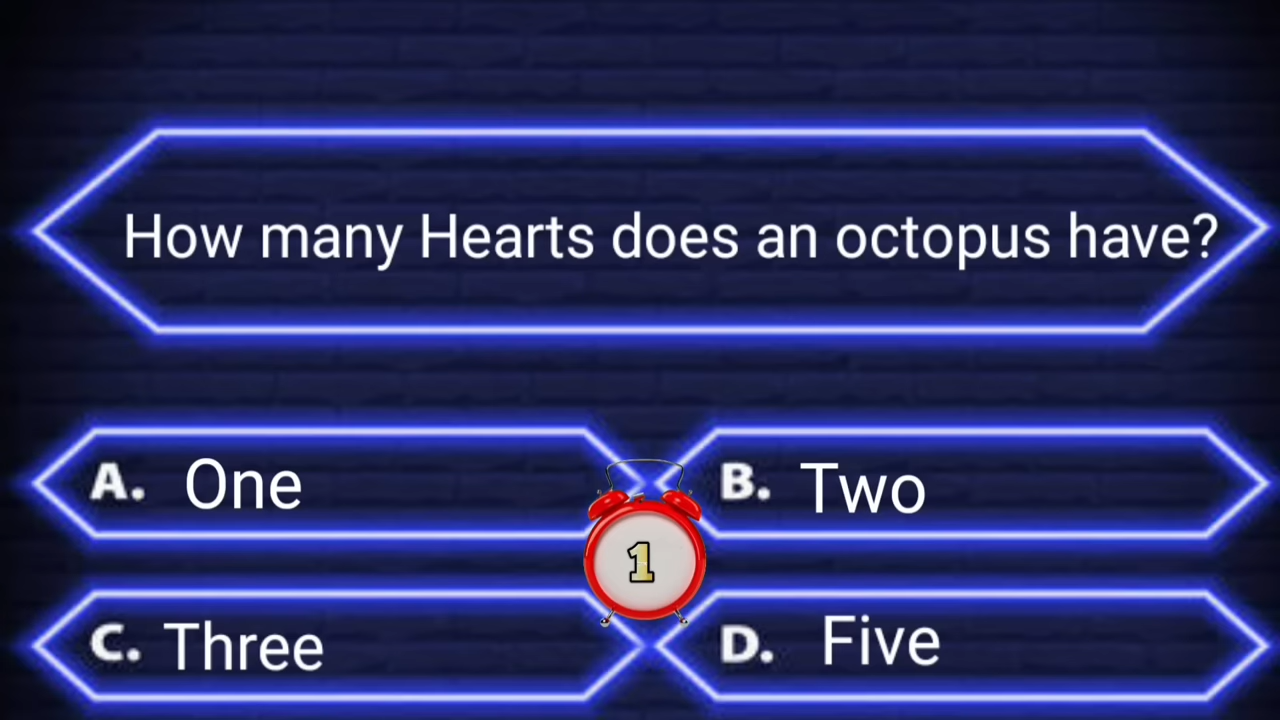 How many Hearts does an octopus have?
A. One
B. Two
1
C. Three
D. Five